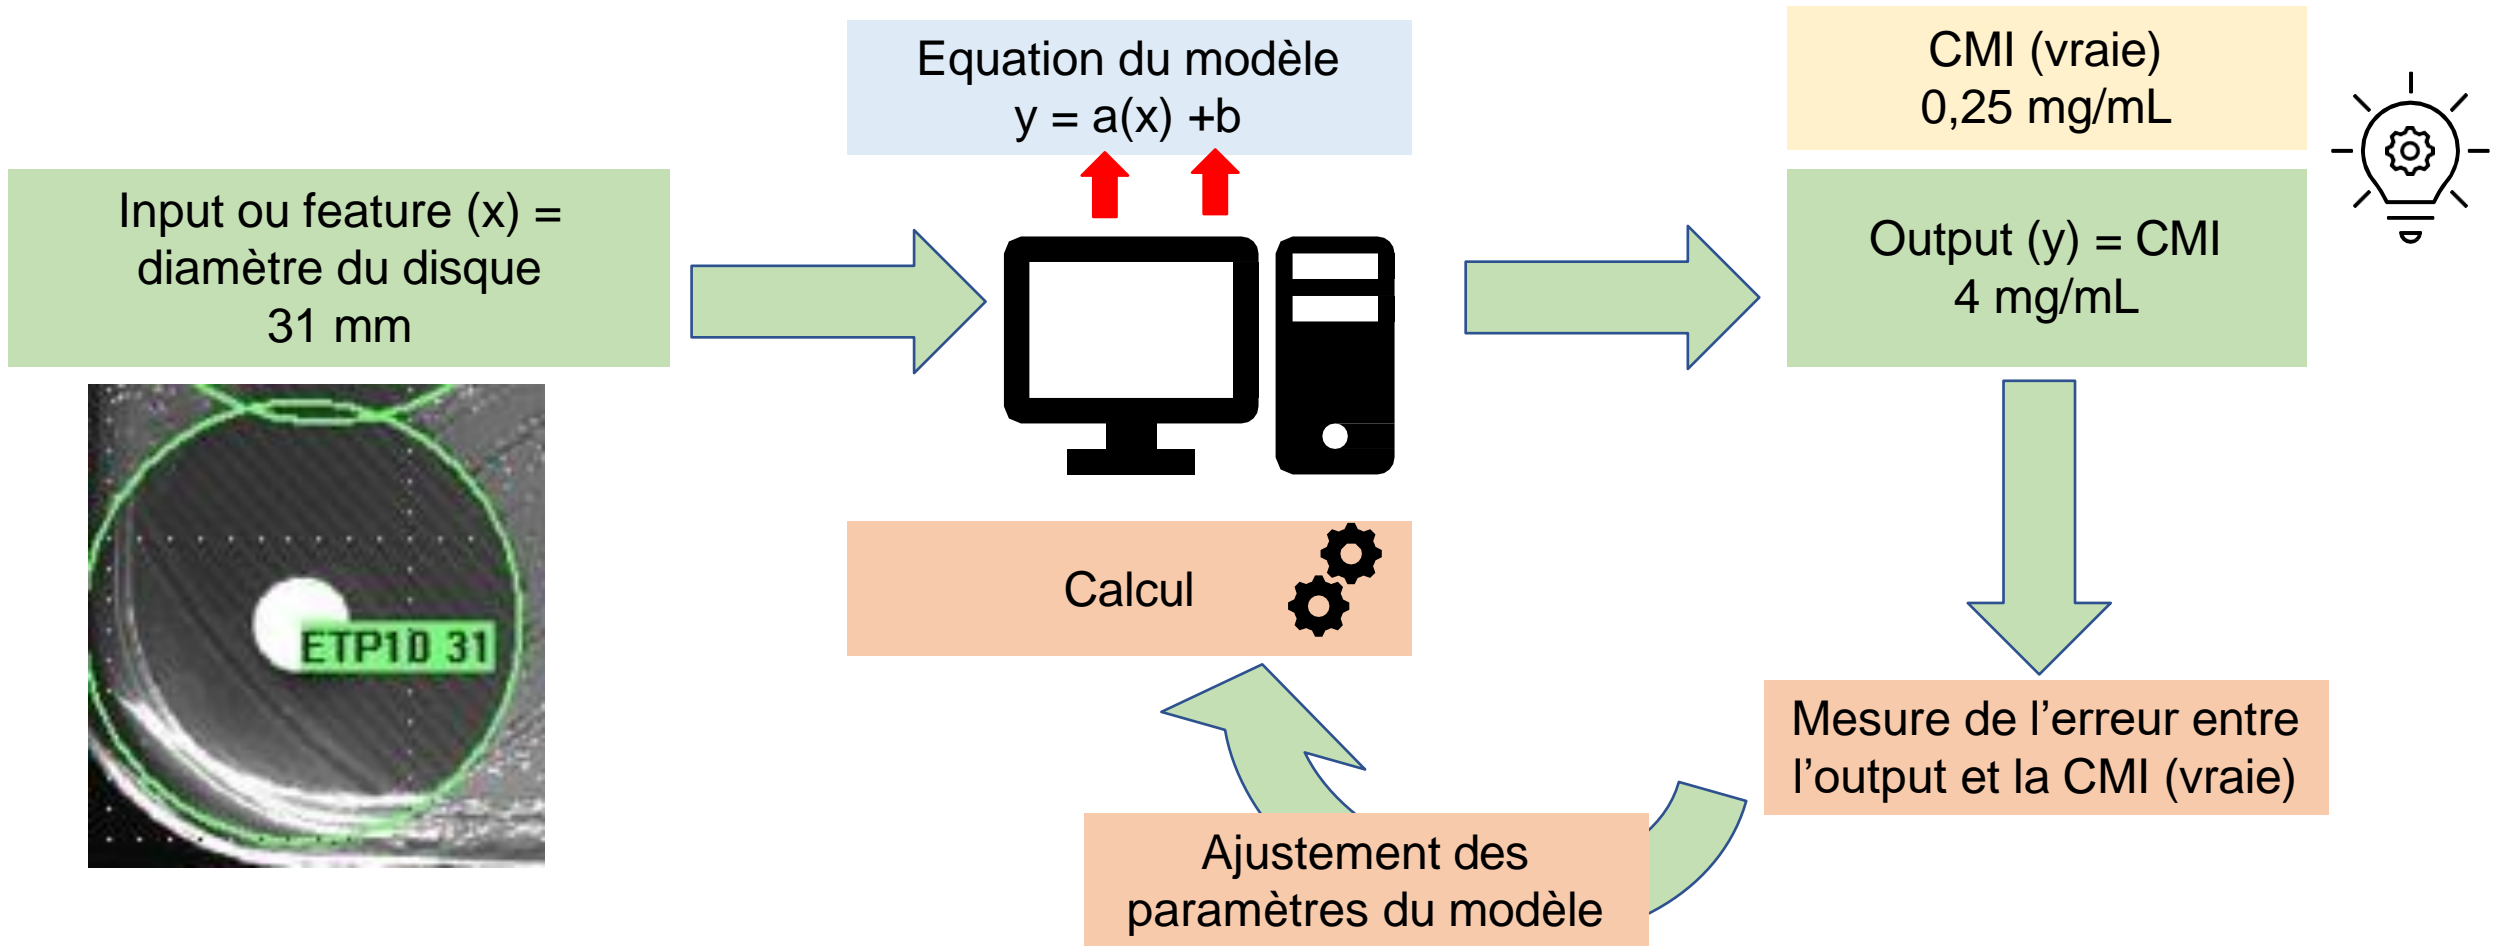 Equation du modèle
y = a(x) +b
CMI (vraie)
0,25 mg/mL
Input ou feature (x) =
diamètre du disque
31 mm
Output (y) = CMI
4 mg/mL
ETP10 31
Calcul
Mesure de l’erreur entre
l’output et la CMI (vraie)
Ajustement des
paramètres du modèle